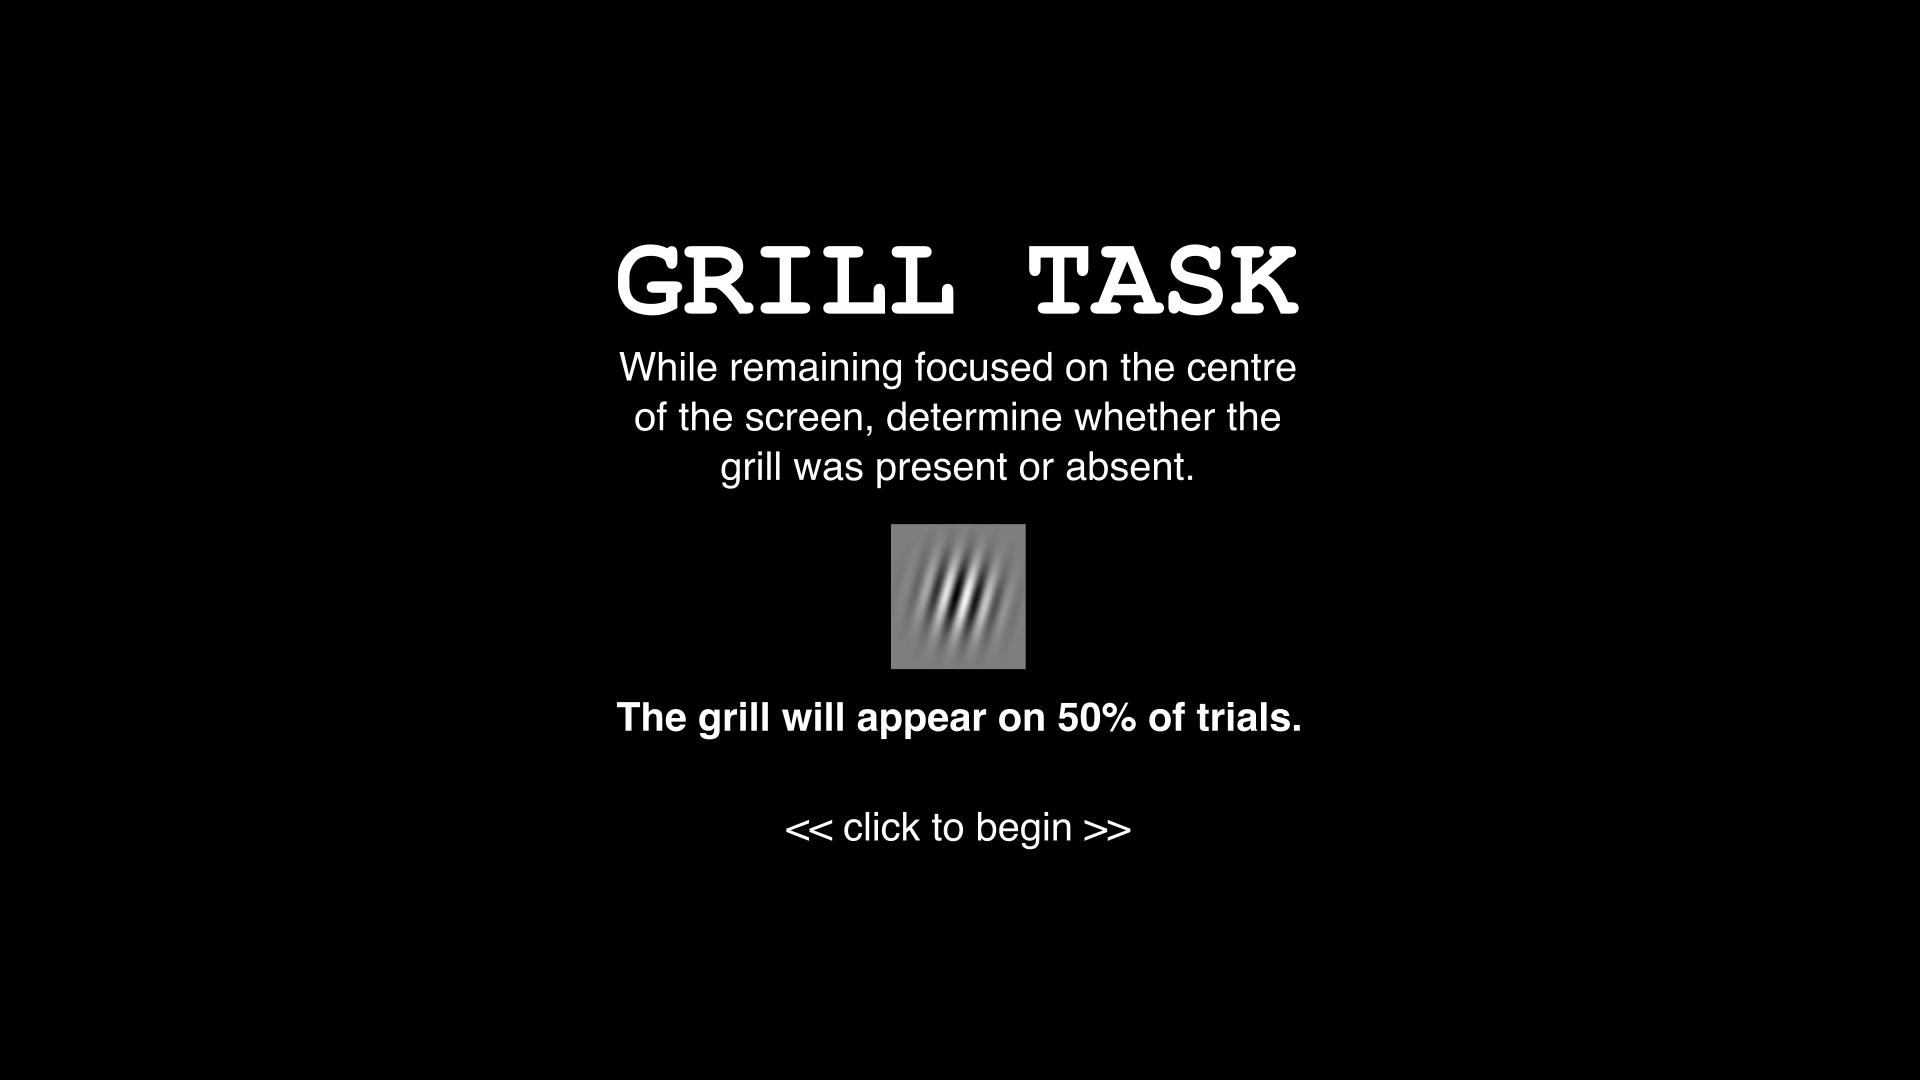 GRILL TASK
While remaining focused on the centre
of the screen, determine whether the
grill was present or absent.
The grill will appear on 50% of trials.
<< click to begin >>